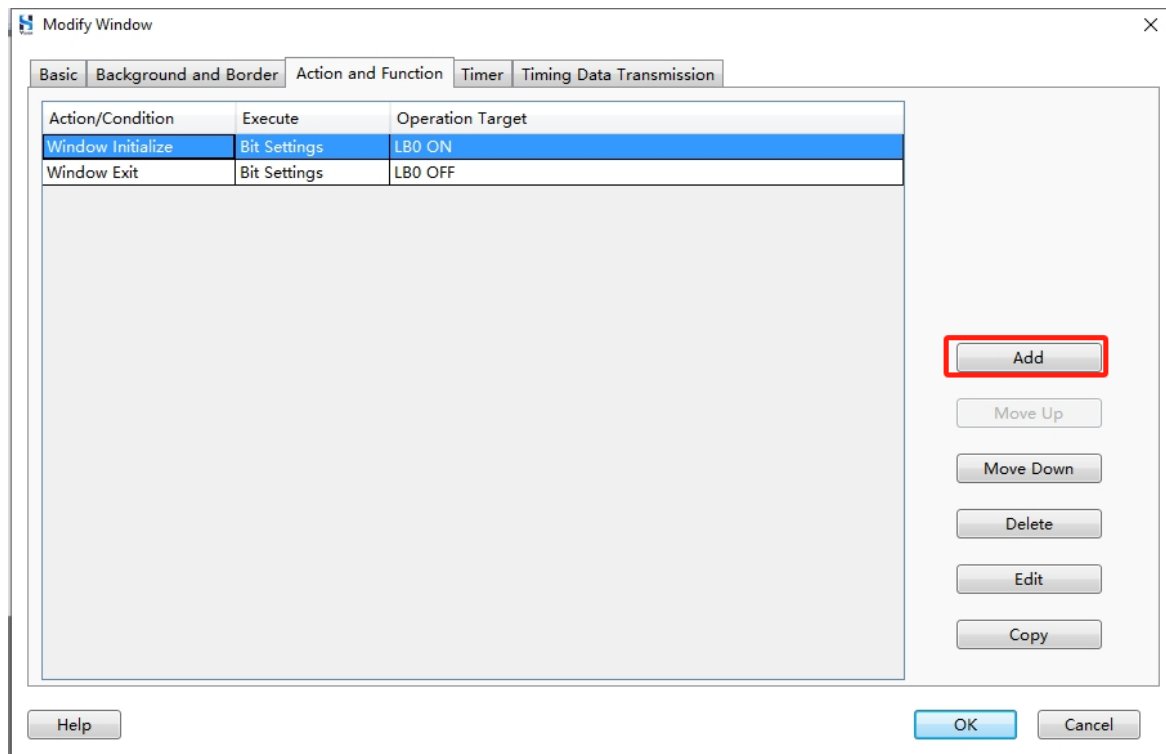 Modify Window
Basic Background and Border Action and Function Timer Timing Data Transmission
Action/Condition Execute Operation Target
Window Initialize Bit Settings LB0 ON
Window Exit Bit Settings LB0 OFF
Add
Move Up
Move Down
Delete
Edit
Copy
Help OK Cancel